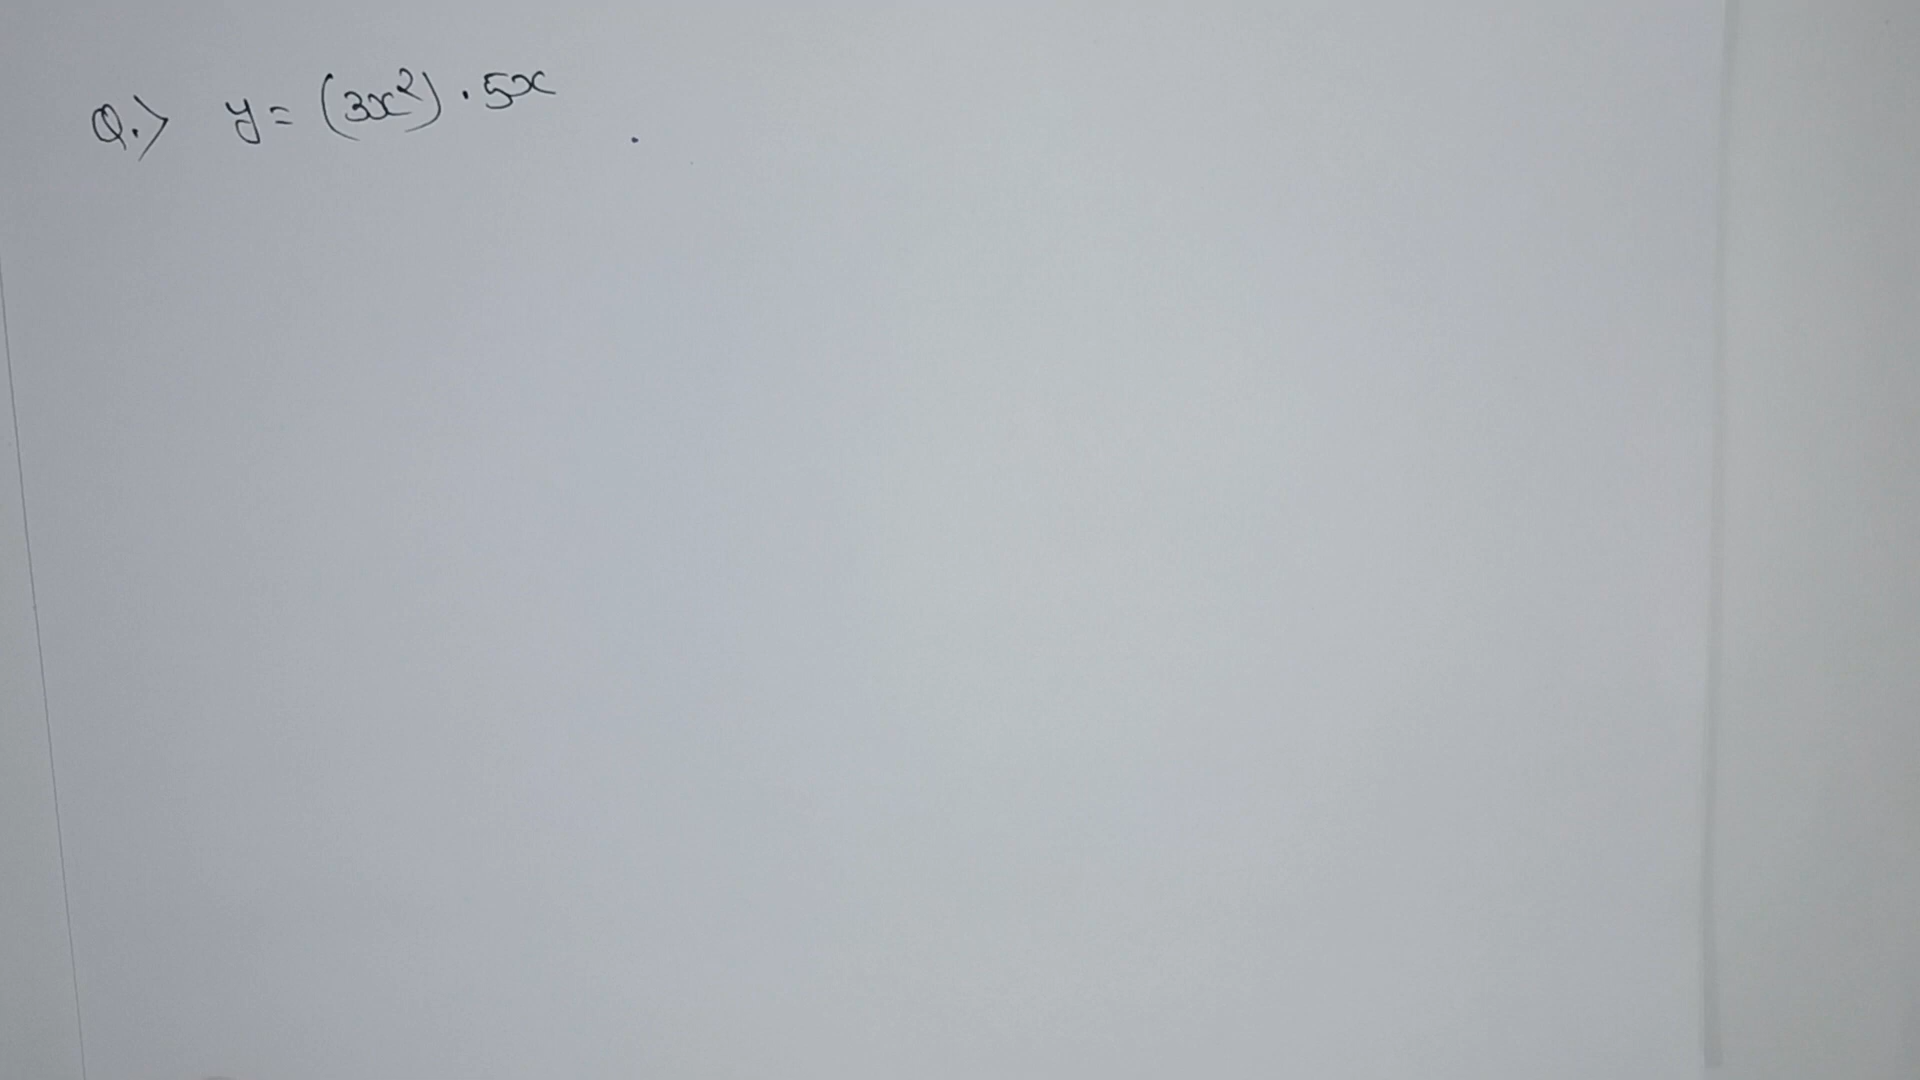 Q.> y = (3x²) . 5x